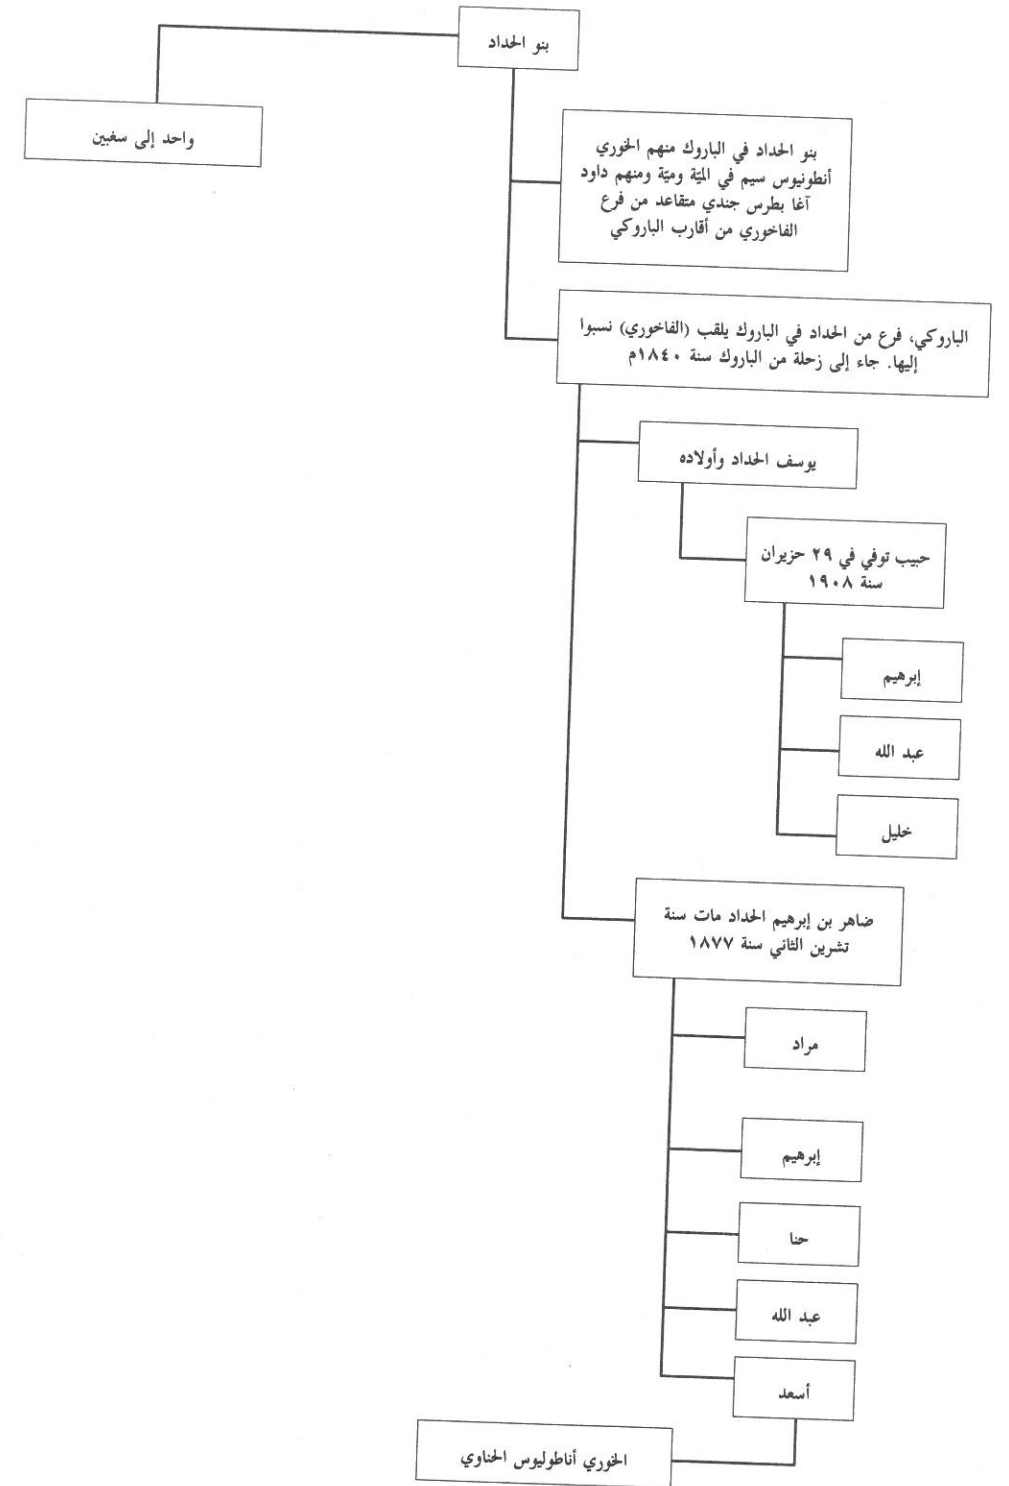 بنو الحداد
واحد إلى سغبين
بنو الحداد في الباروك منهم الخوري
أنطونيوس سيم في الميّة وميّة ومنهم داود
آغا بطرس جندي متقاعد من فرع
الفاخوري من أقارب الباروكي
الباروكي، فرع من الحداد في الباروك يلقب (الفاخوري) نسبوا
إليها. جاء إلى زحلة من الباروك سنة ١٨٤٠م
يوسف الحداد وأولاده
حبيب توفي في ٢٩ حزيران
سنة ١٩٠٨
إبرهيم
عبد الله
خليل
ضاهر بن إبرهيم الحداد مات سنة
تشرين الثاني سنة ١٨٧٧
مراد
إبرهيم
حنا
عبد الله
أسعد
الخوري أناطوليوس الحناوي